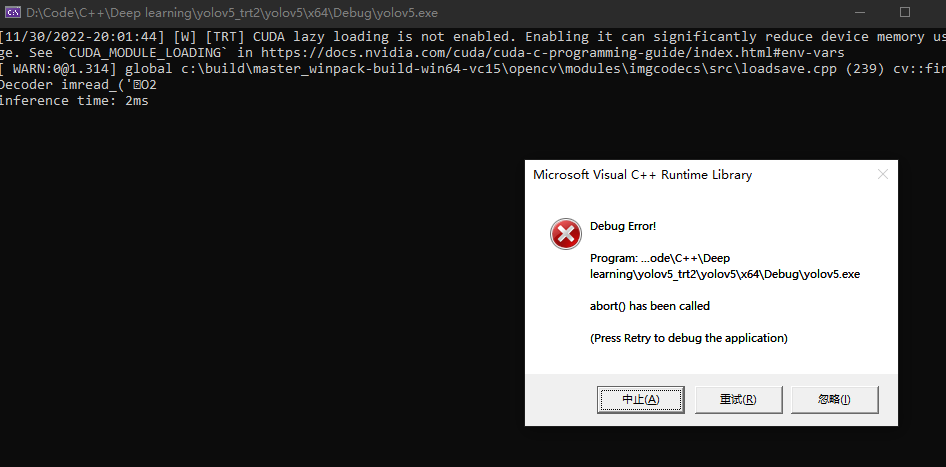 D:\Code\C++\Deep learning\yolov5_trt2\yolov5\x64\Debug\yolov5.exe
[11/30/2022-20:01:44] [W] [TRT] CUDA lazy loading is not enabled. Enabling it can significantly reduce device memory us
ge. See `CUDA_MODULE_LOADING` in https://docs.nvidia.com/cuda/cuda-c-programming-guide/index.html#env-vars
[ WARN:0@1.314] global c:\build\master_winpack-build-win64-vc15\opencv\modules\imgcodecs\src\loadsave.cpp (239) cv::fin
Decoder imread_('O2
inference time: 2ms
Microsoft Visual C++ Runtime Library
Debug Error!
Program: ...ode\C++\Deep
learning\yolov5_trt2\yolov5\x64\Debug\yolov5.exe
abort() has been called
(Press Retry to debug the application)
中止(A)
重试(R)
忽略(I)